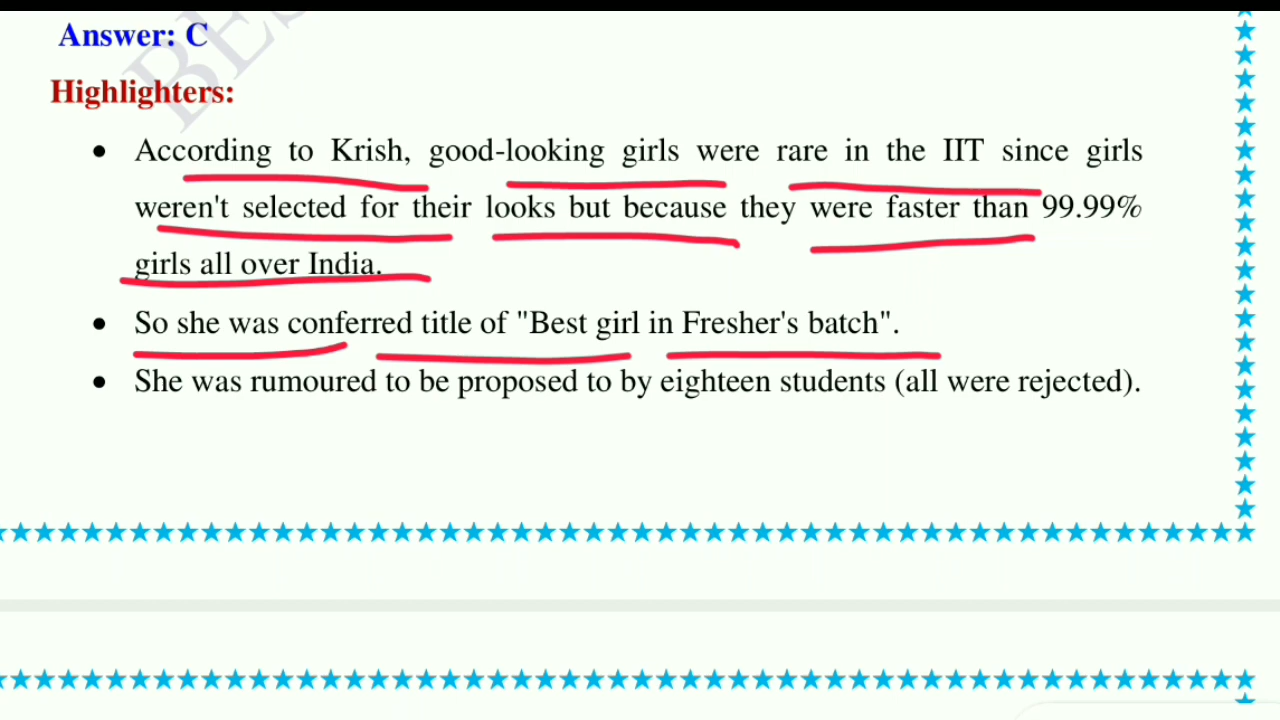 Answer: C
Highlighters:
• According to Krish, good-looking girls were rare in the IIT since girls
weren't selected for their looks but because they were faster than 99.99%
girls all over India.
• So she was conferred title of "Best girl in Fresher's batch".
• She was rumoured to be proposed to by eighteen students (all were rejected).